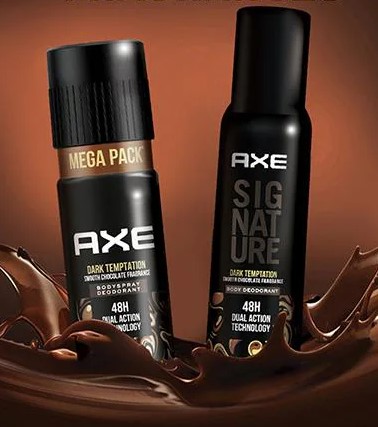 MEGA PACK
AXE
DARK TEMPTATION
SMOOTH CHOCOLATE FRAGRANCE
BODYSPRAY
DEODORANT
48H
DUAL ACTION
AXE
SIG
NAT
URE
DARK TEMPTATION
SMOOTH CHOCOLATE FRAGRANCE
BODY DEODORANT
48H
DUAL ACTION
TECHNOLOGY